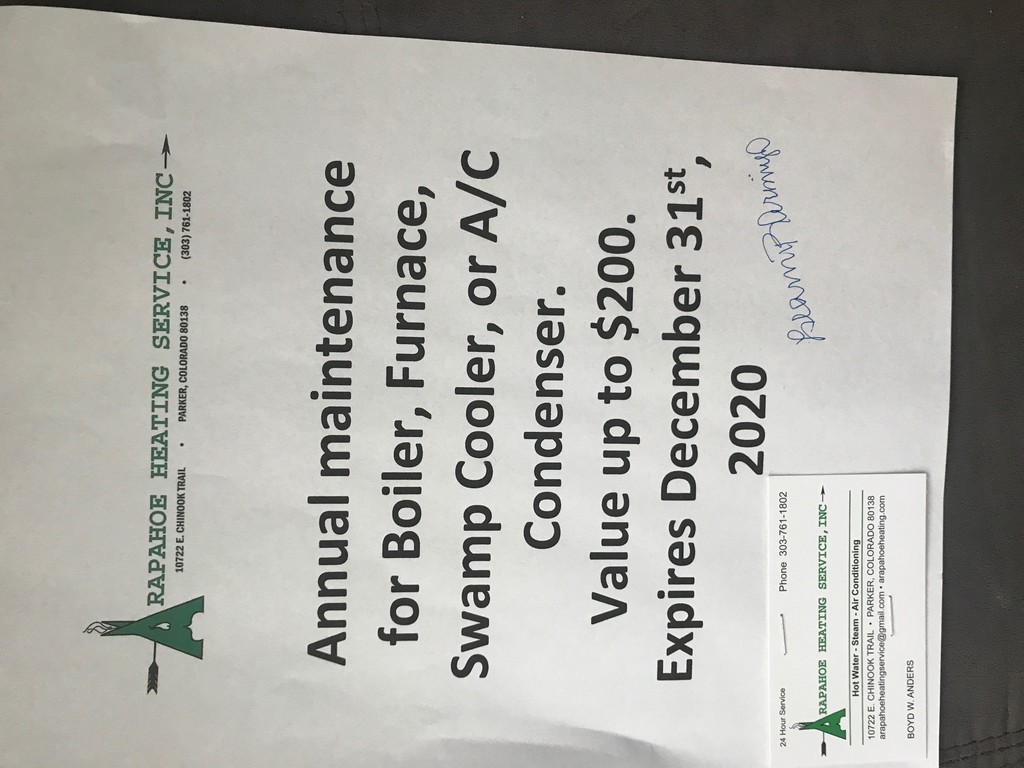 ARAPAHOE HEATING SERVICE, INC
10722 E. CHINOOK TRAIL • PARKER, COLORADO 80138 • (303) 761-1802
Annual maintenance
for Boiler, Furnace,
Swamp Cooler, or A/C
Condenser.
Value up to $200.
Expires December 31st,
2020
24 Hour Service Phone 303-761-1802
ARAPAHOE HEATING SERVICE, INC
Hot Water - Steam - Air Conditioning
10722 E. CHINOOK TRAIL • PARKER, COLORADO 80138
arapahoeheatingservice@gmail.com • arapahoeheating.com
BOYD W. ANDERS